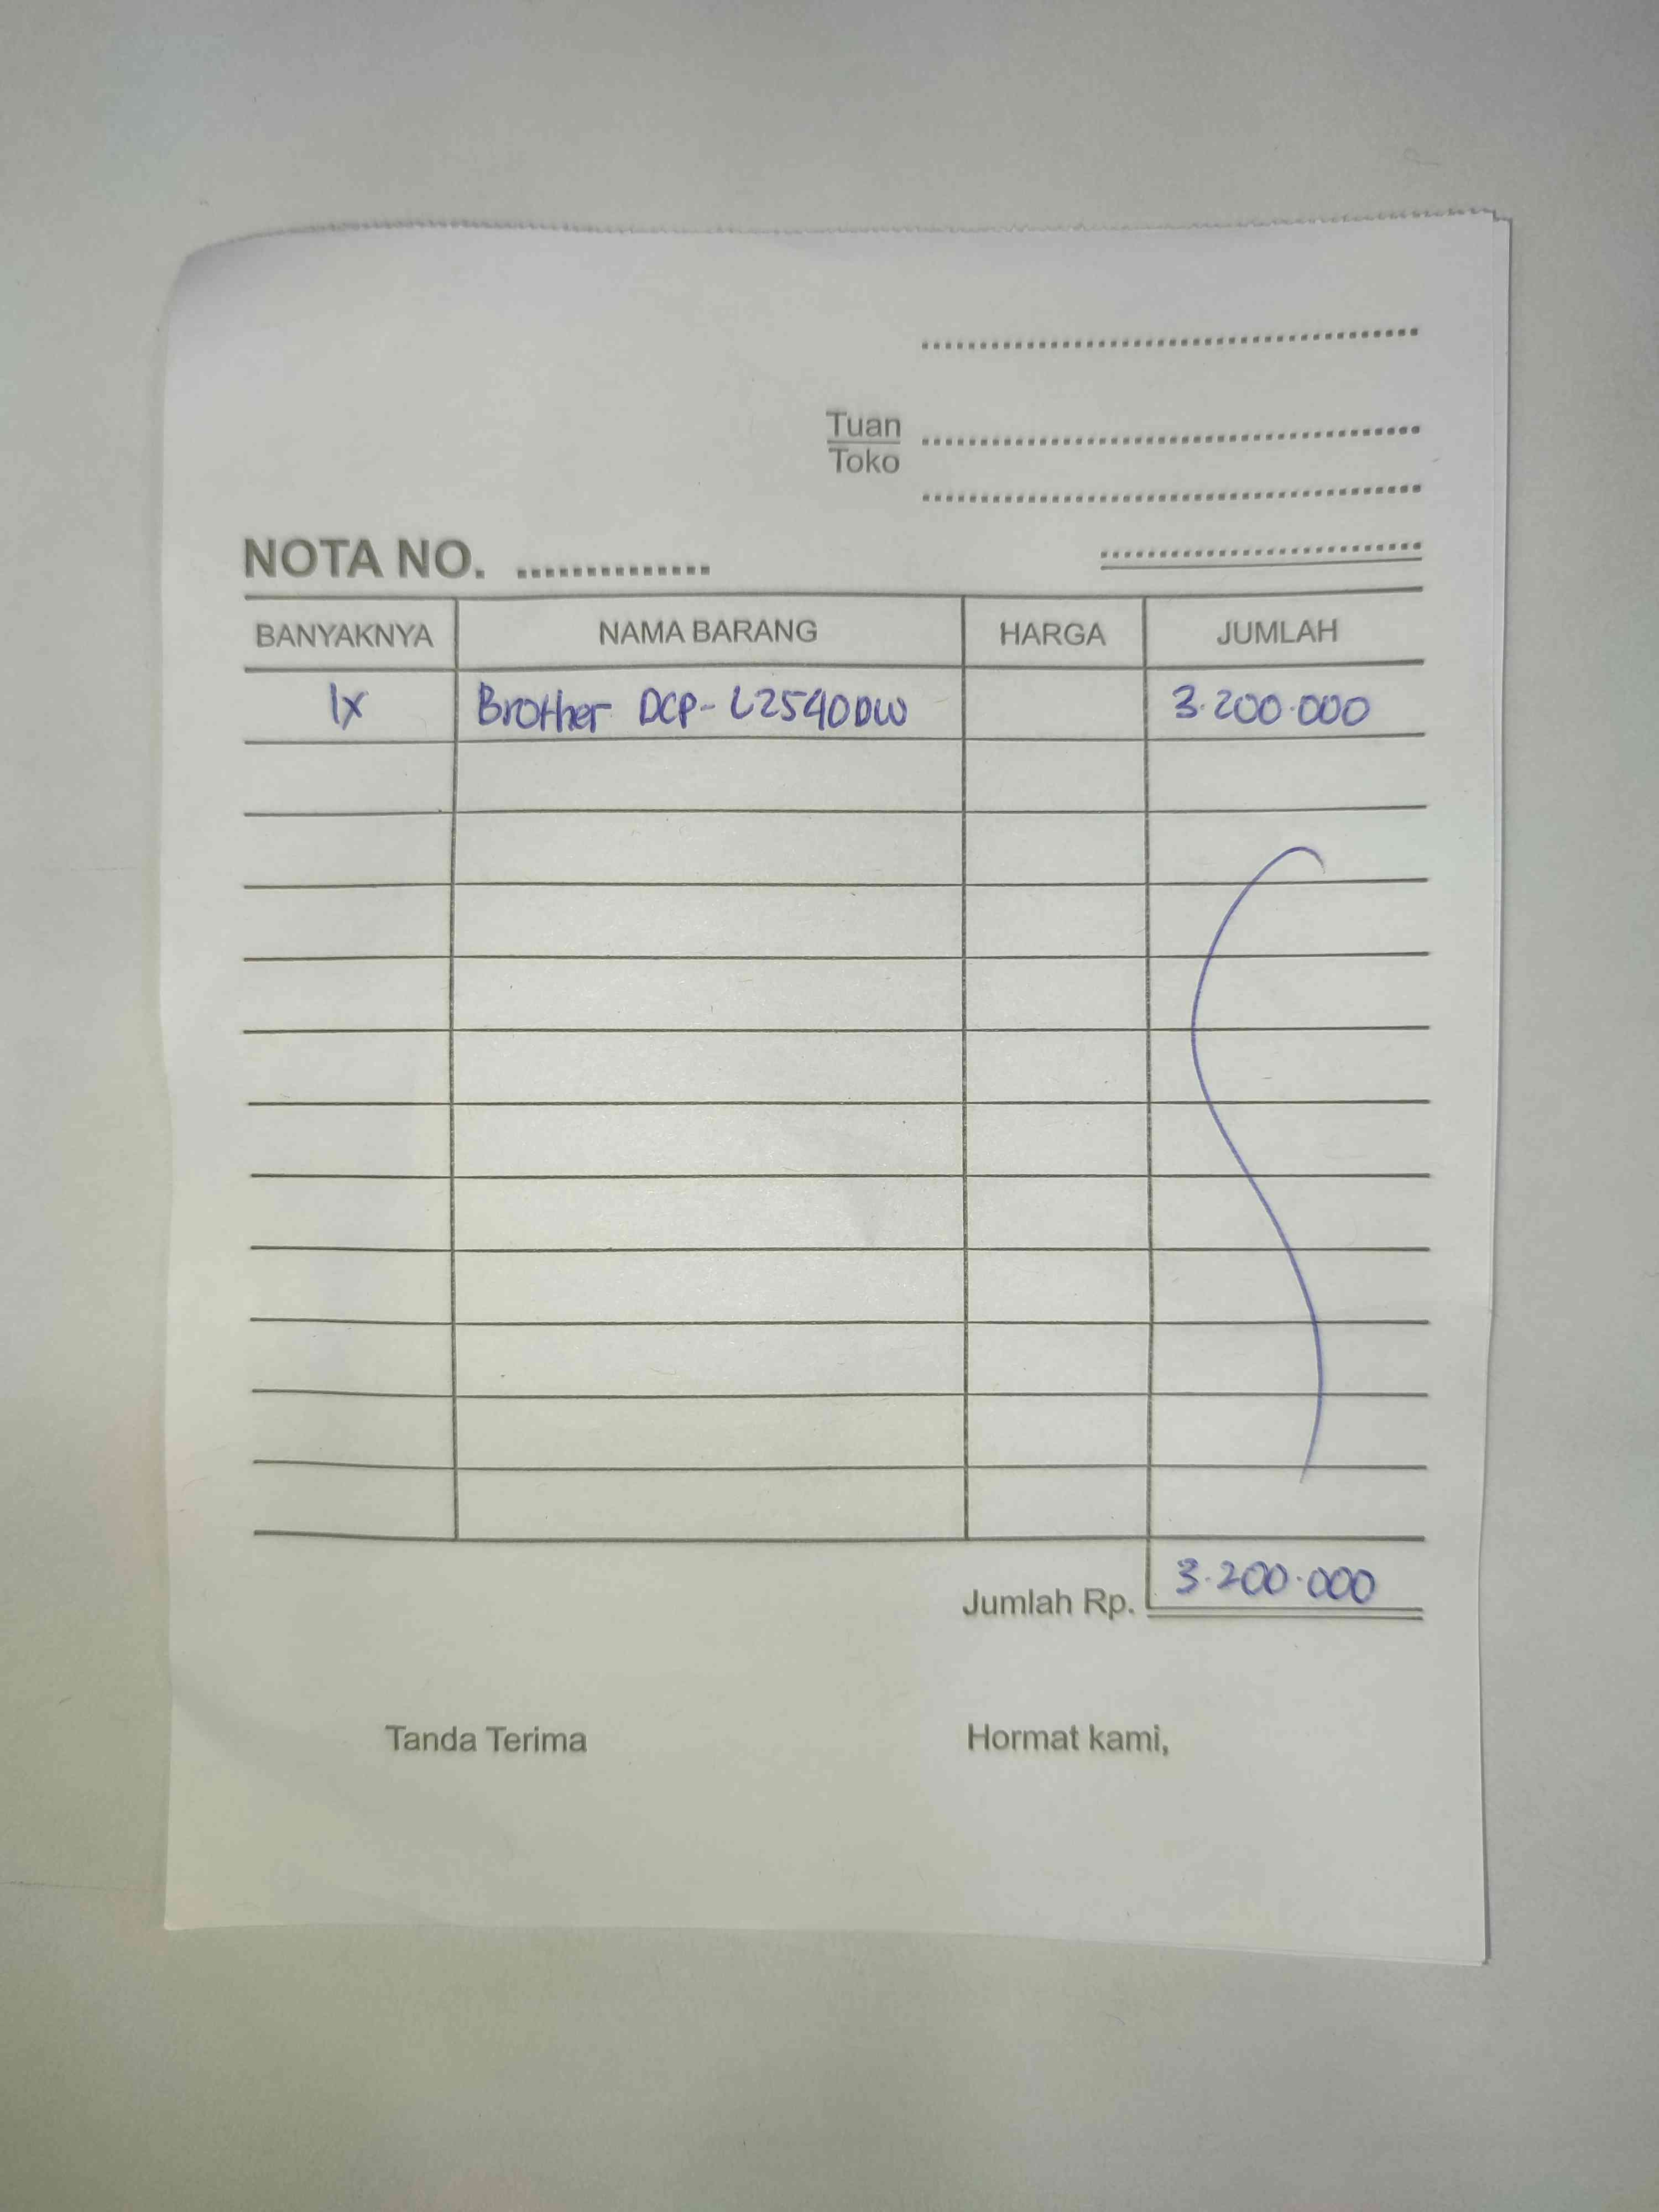 Tuan
Toko
NOTA NO. ..............
BANYAKNYA NAMA BARANG HARGA JUMLAH
1x Brother DCP-L2540DW 3.200.000
Jumlah Rp. 3.200.000
Tanda Terima Hormat kami,